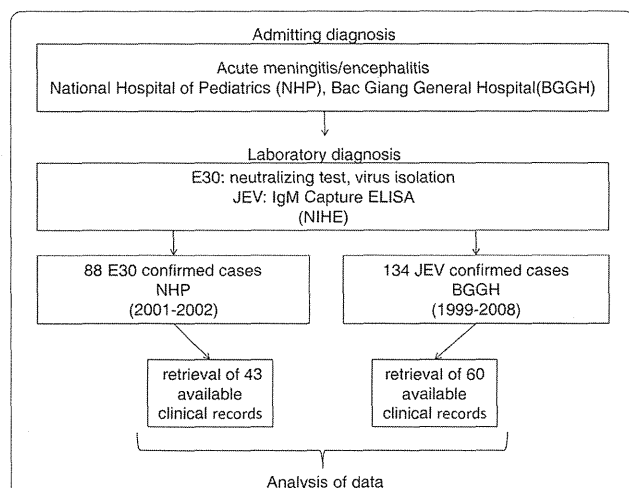 Admitting diagnosis
Acute meningitis/encephalitis
National Hospital of Pediatrics (NHP), Bac Giang General Hospital(BGGH)
Laboratory diagnosis
E30: neutralizing test, virus isolation
JEV: IgM Capture ELISA
(NIHE)
88 E30 confirmed cases
NHP
(2001-2002)
134 JEV confirmed cases
BGGH
(1999-2008)
retrieval of 43
available
clinical records
retrieval of 60
available
clinical records
Analysis of data